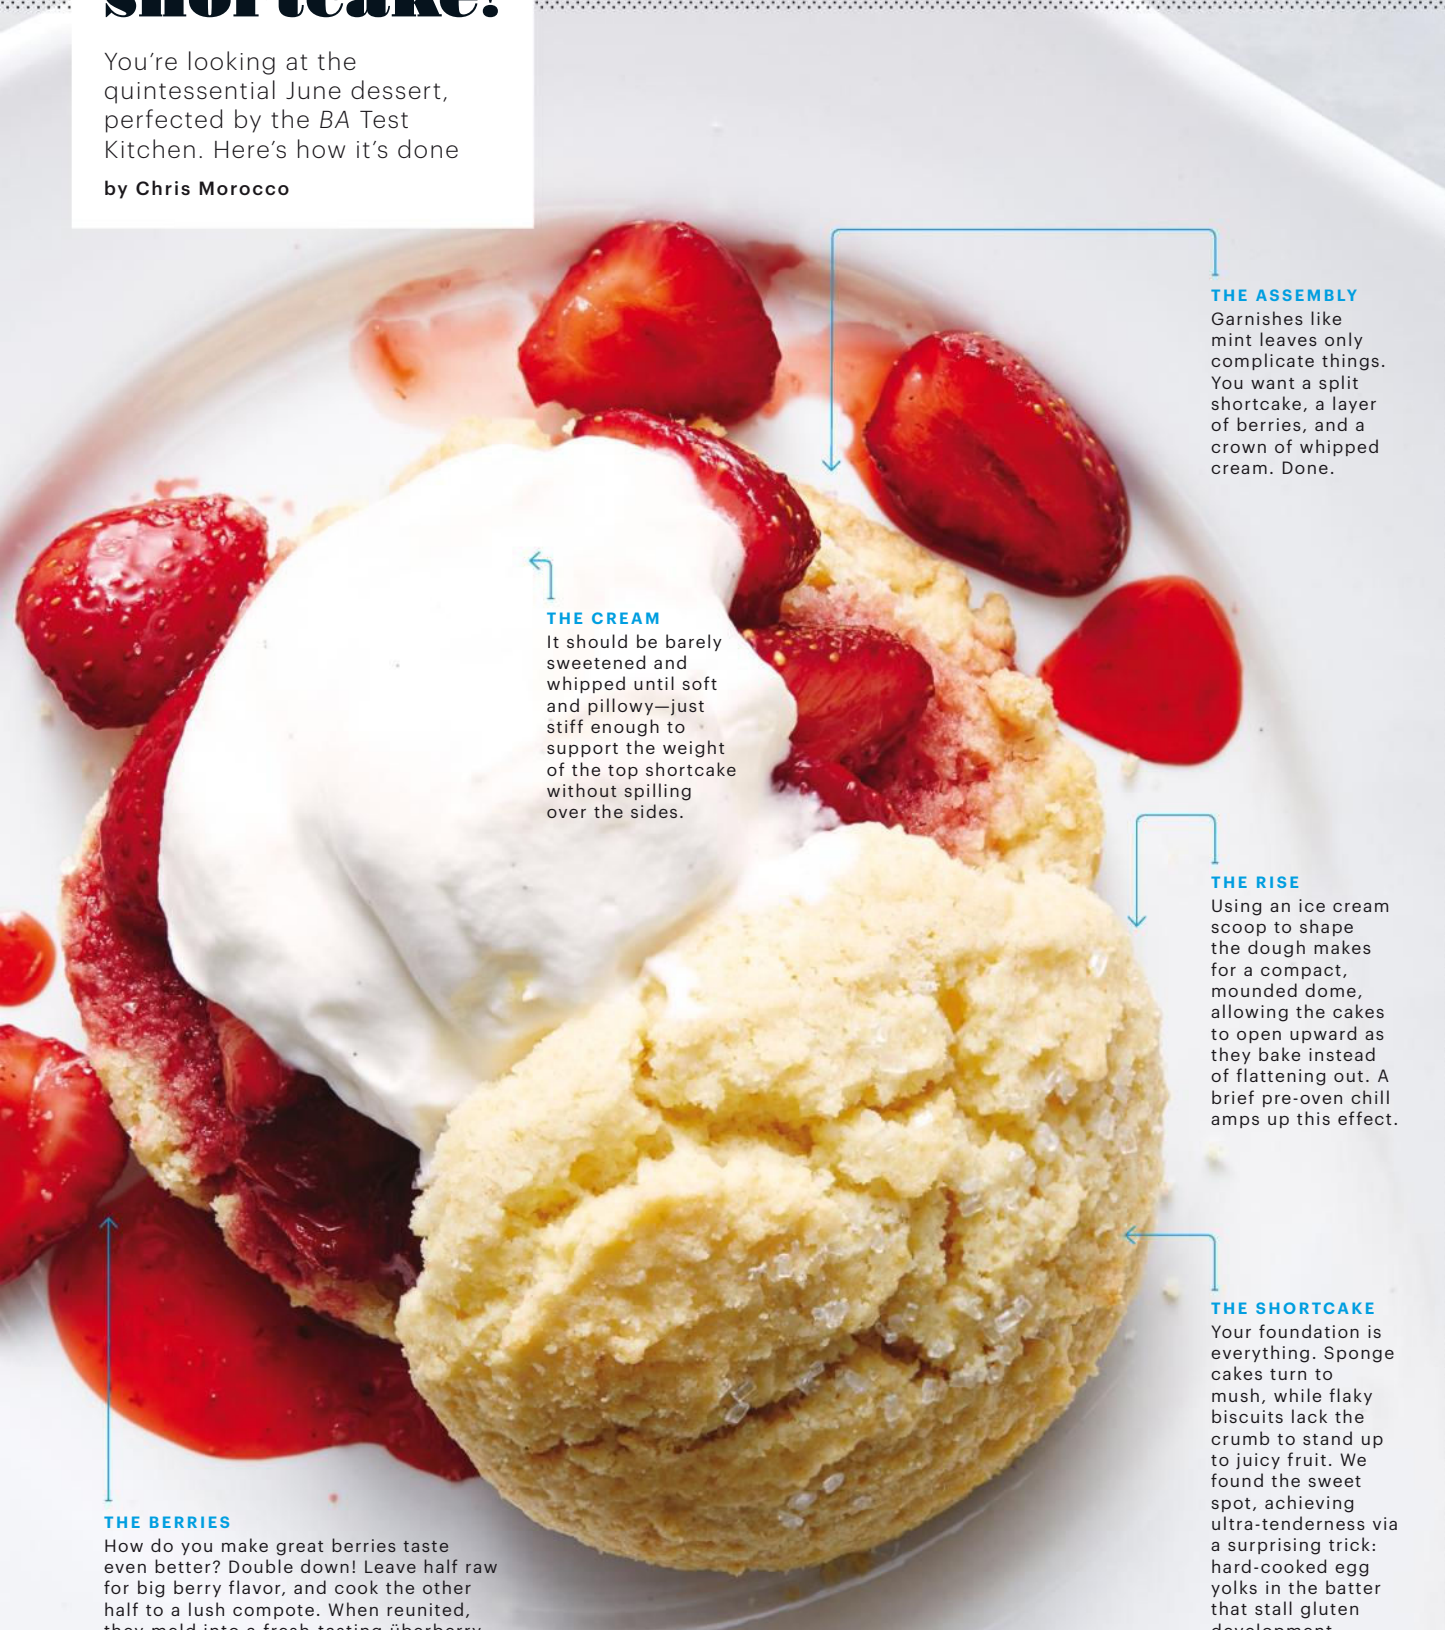 shortcake!
You're looking at the
quintessential June dessert,
perfected by the BA Test
Kitchen. Here's how it's done
by Chris Morocco
THE ASSEMBLY
Garnishes like
mint leaves only
complicate things.
You want a split
shortcake, a layer
of berries, and a
crown of whipped
cream. Done.
THE CREAM
It should be barely
sweetened and
whipped until soft
and pillowy—just
stiff enough to
support the weight
of the top shortcake
without spilling
over the sides.
THE RISE
Using an ice cream
scoop to shape
the dough makes
for a compact,
mounded dome,
allowing the cakes
to open upward as
they bake instead
of flattening out. A
brief pre-oven chill
amps up this effect.
THE SHORTCAKE
Your foundation is
everything. Sponge
cakes turn to
mush, while flaky
biscuits lack the
crumb to stand up
to juicy fruit. We
found the sweet
spot, achieving
ultra-tenderness via
a surprising trick:
hard-cooked egg
yolks in the batter
that stall gluten
development
THE BERRIES
How do you make great berries taste
even better? Double down! Leave half raw
for big berry flavor, and cook the other
half to a lush compote. When reunited,
they meld into a fresh-tasting überberry